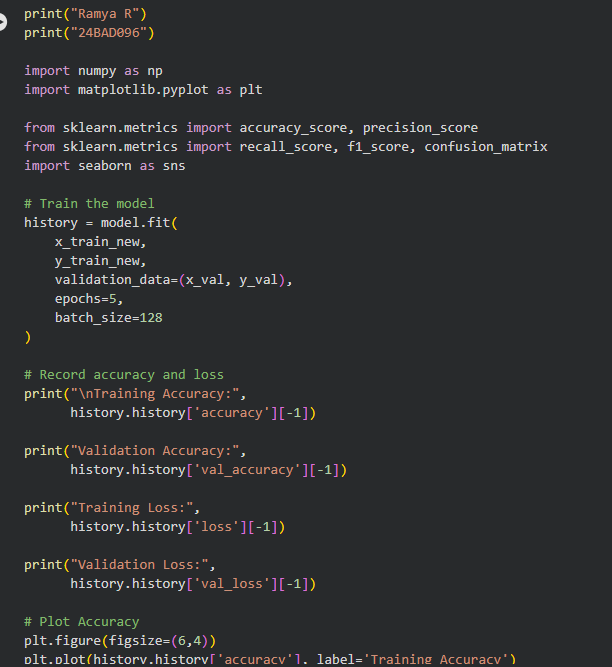 print("Ramya R")
print("24BAD096")
import numpy as np
import matplotlib.pyplot as plt
from sklearn.metrics import accuracy_score, precision_score
from sklearn.metrics import recall_score, f1_score, confusion_matrix
import seaborn as sns
# Train the model
history = model.fit(
    x_train_new,
    y_train_new,
    validation_data=(x_val, y_val),
    epochs=5,
    batch_size=128
)
# Record accuracy and loss
print("\nTraining Accuracy:",
      history.history['accuracy'][-1])
print("Validation Accuracy:",
      history.history['val_accuracy'][-1])
print("Training Loss:",
      history.history['loss'][-1])
print("Validation Loss:",
      history.history['val_loss'][-1])
# Plot Accuracy
plt.figure(figsize=(6,4))
plt.plot(history.history['accuracy'], label='Training Accuracy')